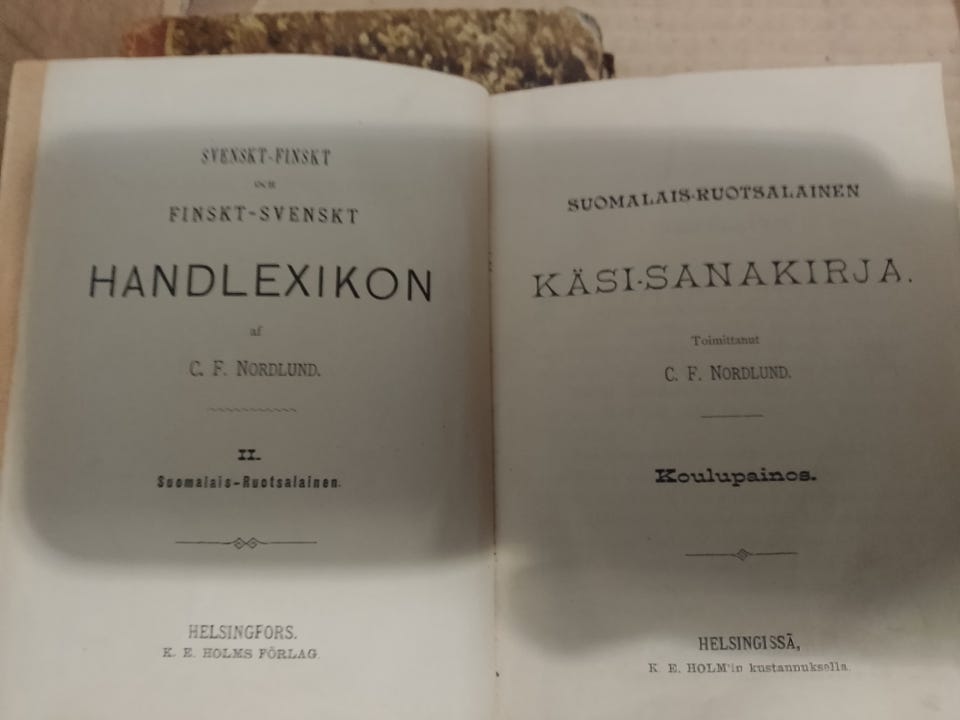 SVENSKT-FINSKT
OCH
FINSKT-SVENSKT
HANDLEXIKON
af
C. F. NORDLUND.
II.
Suomalais-Ruotsalainen.
HELSINGFORS.
K. E. HOLMS FÖRLAG.
SUOMALAIS-RUOTSALAINEN
KÄSI-SANAKIRJA.
Toimittanut
C. F. NORDLUND.
Koulupainos.
HELSINGISSÄ,
K. E. HOLM'in kustannuksella.